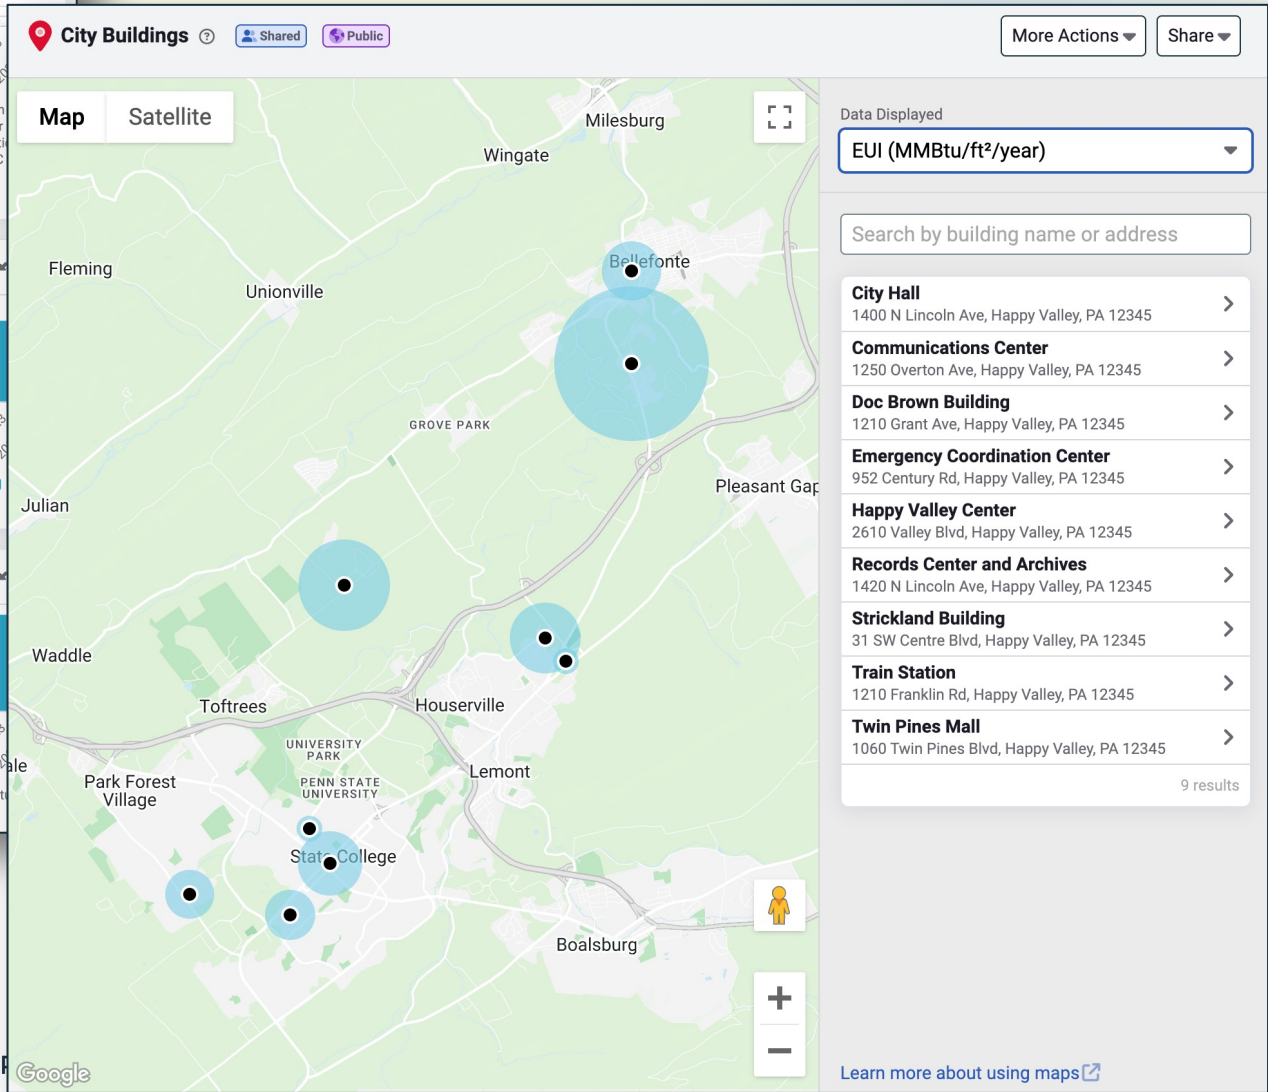 City Buildings
Shared
Public
More Actions
Share
Map
Satellite
Milesburg
Wingate
Bellefonte
Fleming
Unionville
GROVE PARK
Pleasant Gap
Julian
Waddle
Toftrees
Houserville
UNIVERSITY
PARK
Lemont
PENN STATE
UNIVERSITY
Park Forest
Village
State College
Boalsburg
Google
Data Displayed
EUI (MMBtu/ft²/year)
Search by building name or address
City Hall
1400 N Lincoln Ave, Happy Valley, PA 12345
Communications Center
1250 Overton Ave, Happy Valley, PA 12345
Doc Brown Building
1210 Grant Ave, Happy Valley, PA 12345
Emergency Coordination Center
952 Century Rd, Happy Valley, PA 12345
Happy Valley Center
2610 Valley Blvd, Happy Valley, PA 12345
Records Center and Archives
1420 N Lincoln Ave, Happy Valley, PA 12345
Strickland Building
31 SW Centre Blvd, Happy Valley, PA 12345
Train Station
1210 Franklin Rd, Happy Valley, PA 12345
Twin Pines Mall
1060 Twin Pines Blvd, Happy Valley, PA 12345
9 results
Learn more about using maps